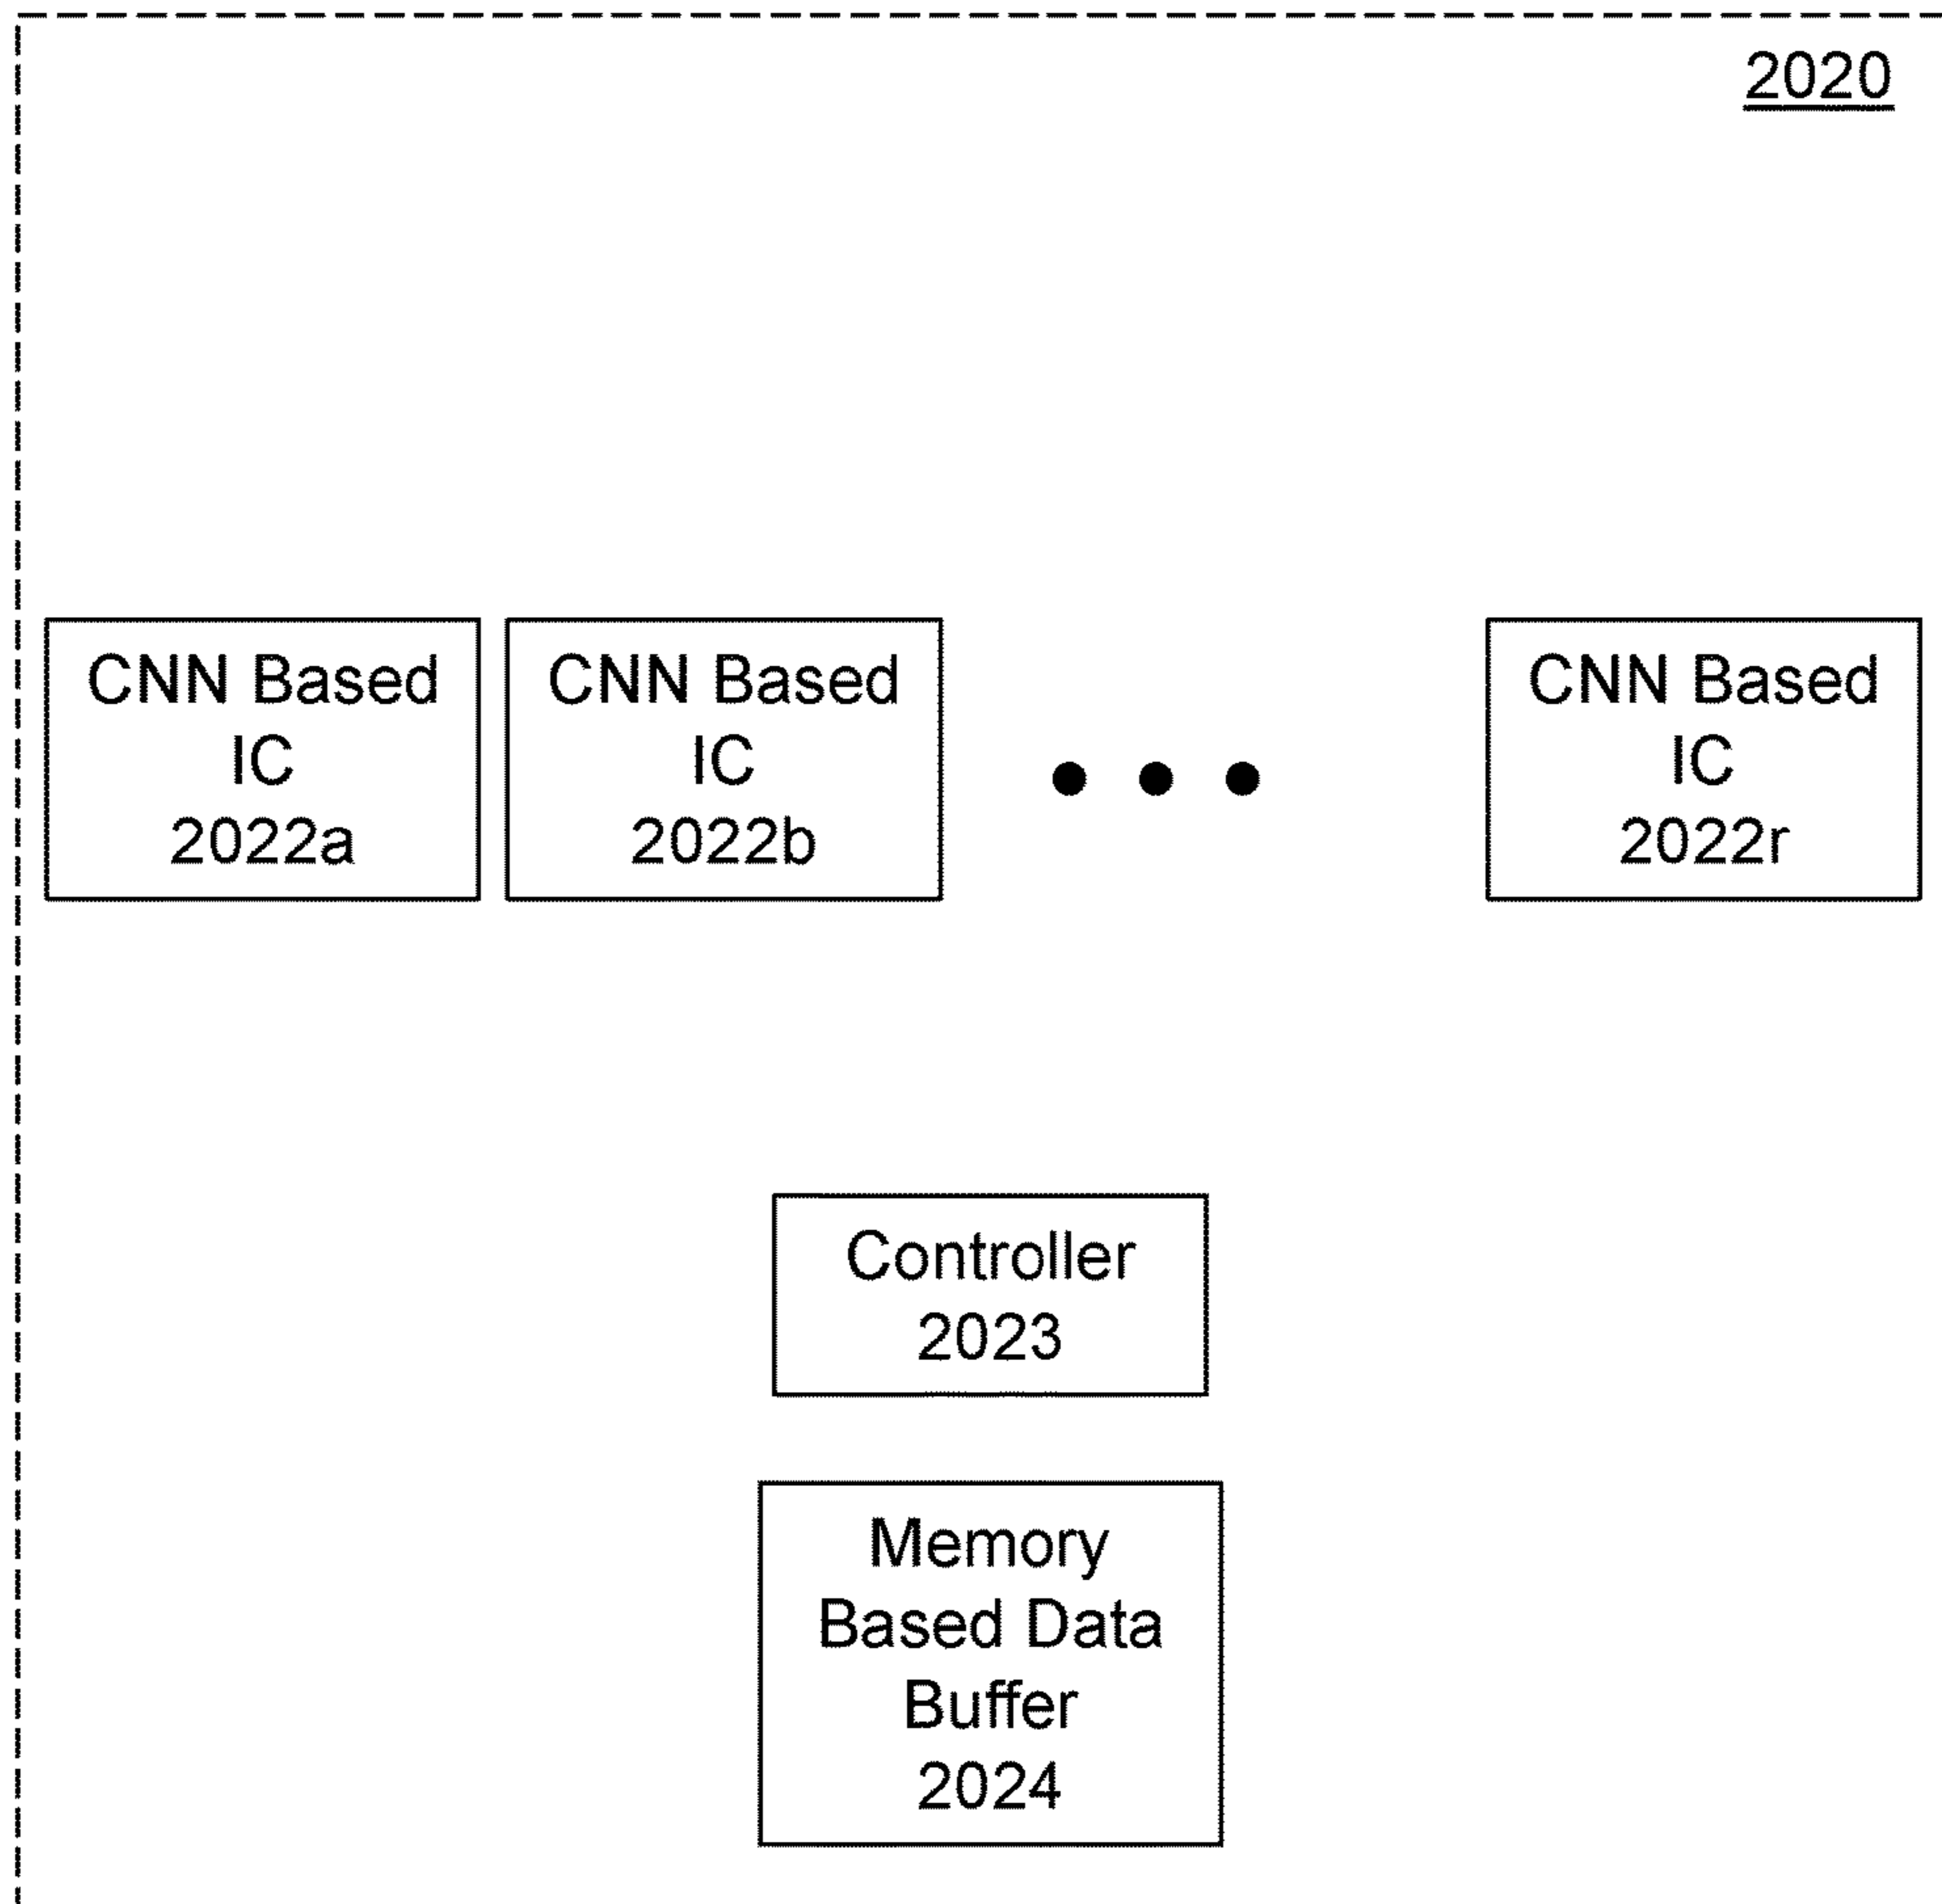 2020
CNN Based
IC
2022a
CNN Based
IC
2022b
CNN Based
IC
2022r
Controller
2023
Memory
Based Data
Buffer
2024